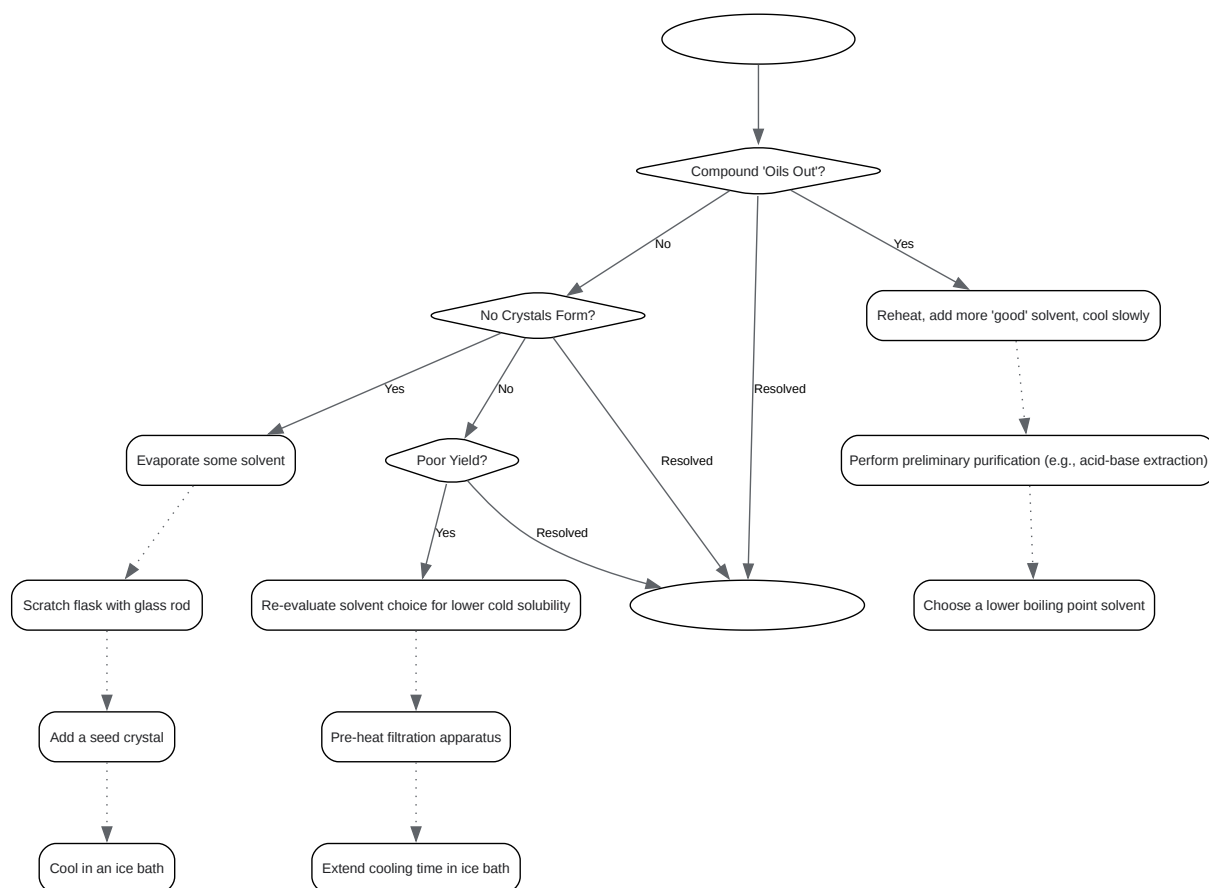 Compound 'Oils Out'?
No
Yes
No Crystals Form?
Reheat, add more 'good' solvent, cool slowly
Yes
No
Resolved
Evaporate some solvent
Poor Yield?
Resolved
Perform preliminary purification (e.g., acid-base extraction)
Yes
Resolved
Scratch flask with glass rod
Re-evaluate solvent choice for lower cold solubility
Choose a lower boiling point solvent
Add a seed crystal
Pre-heat filtration apparatus
Cool in an ice bath
Extend cooling time in ice bath